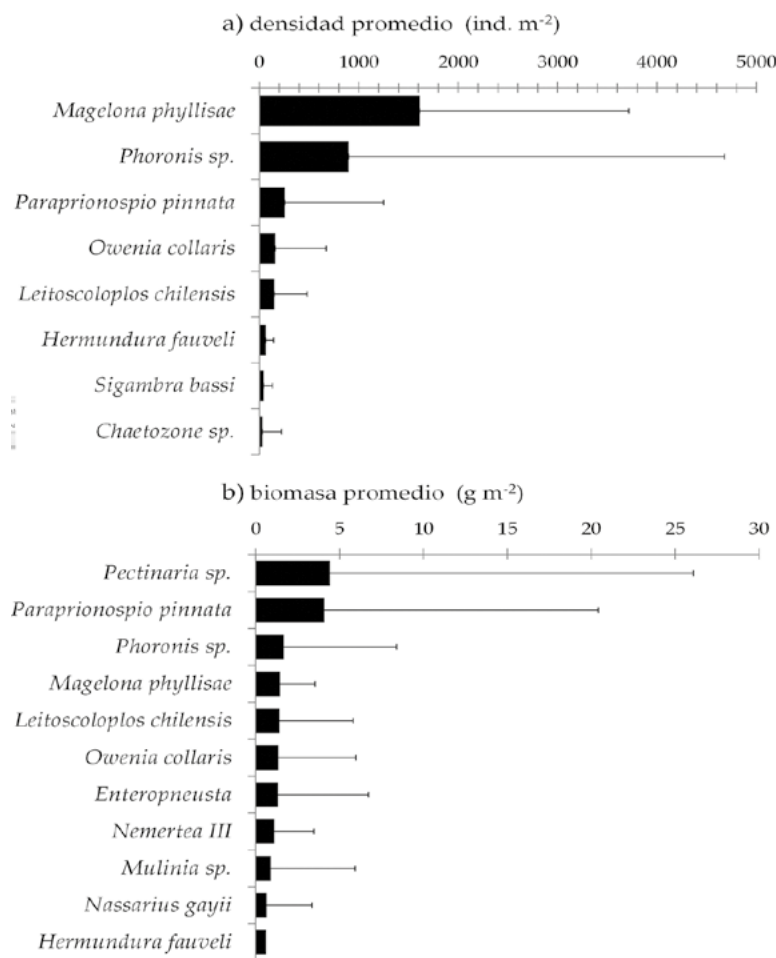 a) densidad promedio (ind. m-2)
0 1000 2000 3000 4000 5000
Magelona phyllisae
Phoronis sp.
Paraprionospio pinnata
Owenia collaris
Leitoscoloplos chilensis
Hermundura fauveli
Sigambra bassi
Chaetozone sp.
b) biomasa promedio (g m-2)
0 5 10 15 20 25 30
Pectinaria sp.
Paraprionospio pinnata
Phoronis sp.
Magelona phyllisae
Leitoscoloplos chilensis
Owenia collaris
Enteropneusta
Nemertea III
Mulinia sp.
Nassarius gayii
Hermundura fauveli